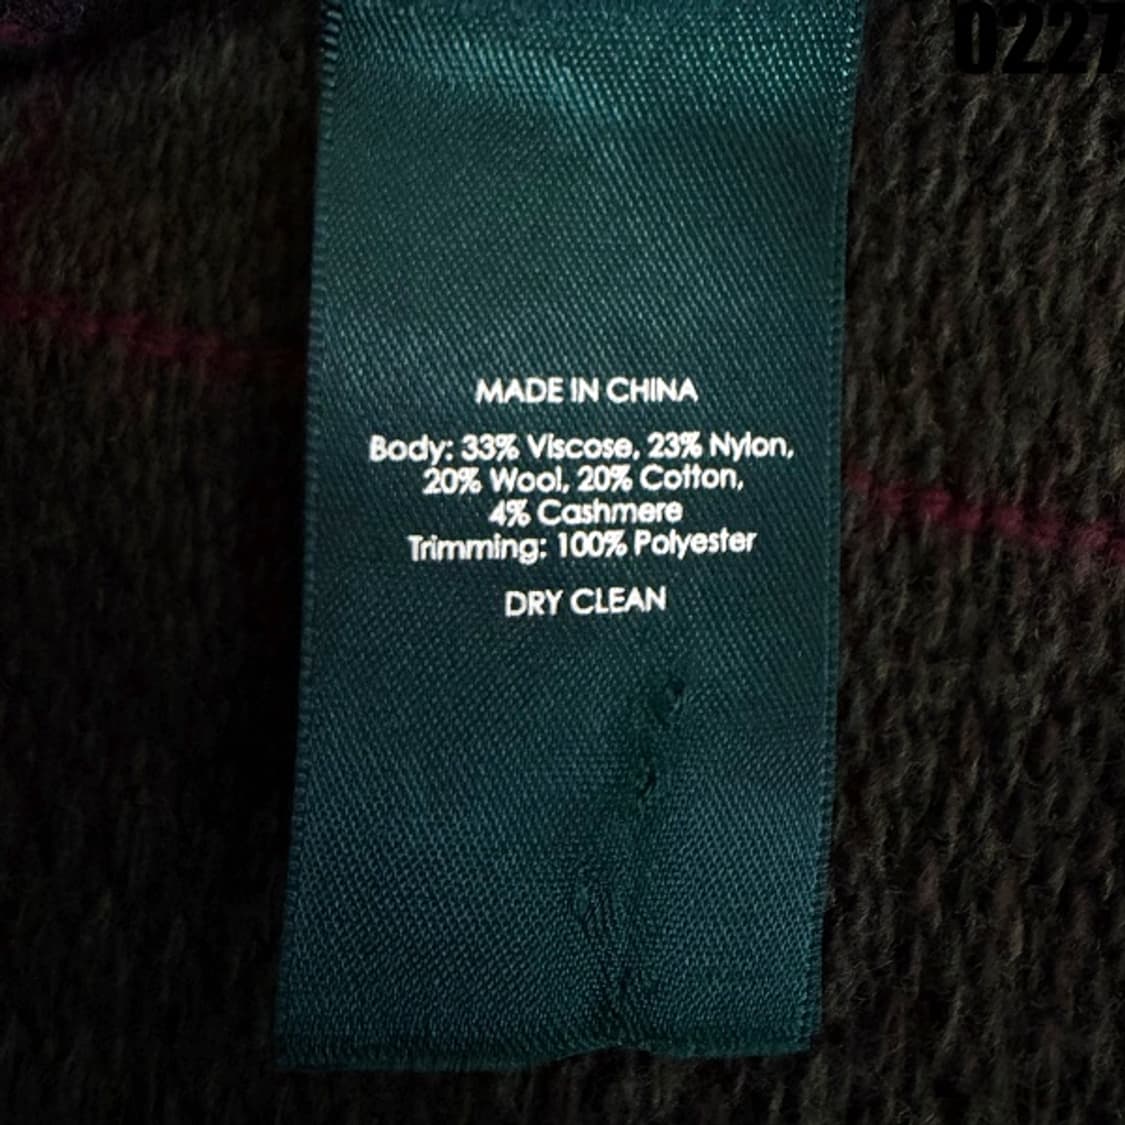 0227
MADE IN CHINA
Body: 33% Viscose, 23% Nylon,
20% Wool, 20% Cotton,
4% Cashmere
Trimming: 100% Polyester
DRY CLEAN